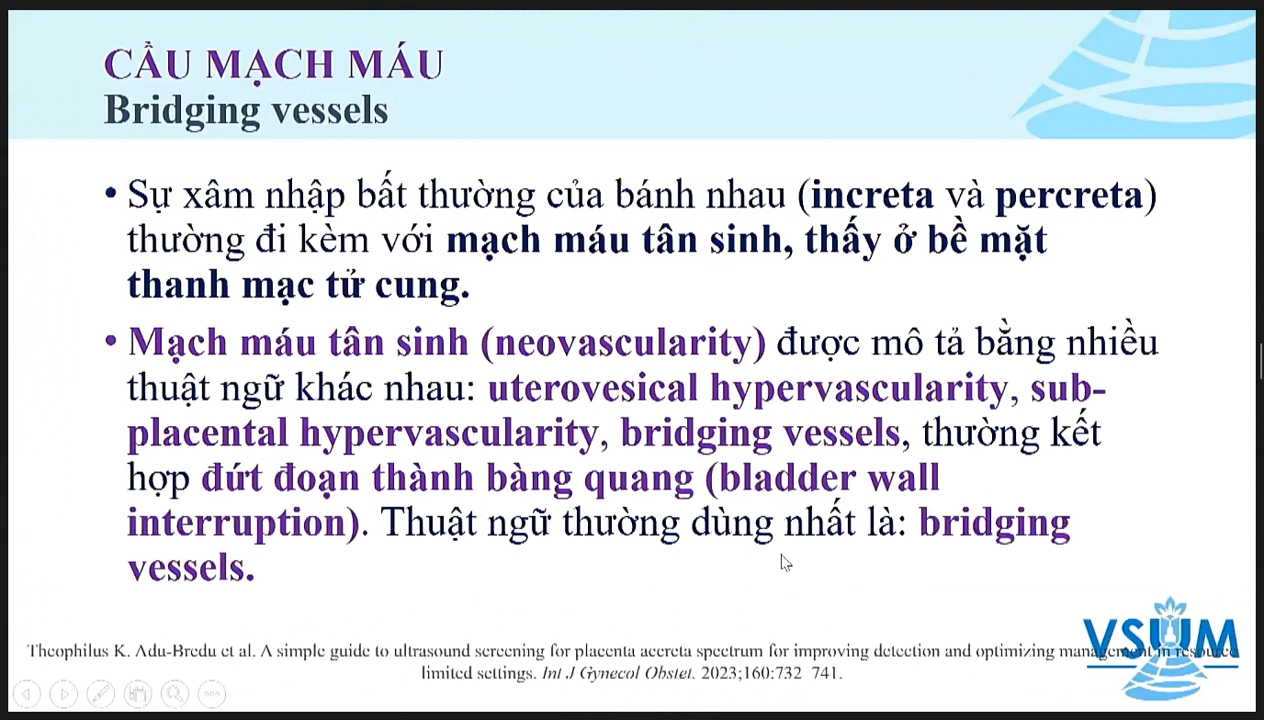 CẦU MẠCH MÁU
Bridging vessels
• Sự xâm nhập bất thường của bánh nhau (increta và percreta)
thường đi kèm với mạch máu tân sinh, thấy ở bề mặt
thanh mạc tử cung.
• Mạch máu tân sinh (neovascularity) được mô tả bằng nhiều
thuật ngữ khác nhau: uterovesical hypervascularity, sub-
placental hypervascularity, bridging vessels, thường kết
hợp đứt đoạn thành bàng quang (bladder wall
interruption). Thuật ngữ thường dùng nhất là: bridging
vessels.
VSUM
Theophilus K. Adu-Bredu et al. A simple guide to ultrasound screening for placenta accreta spectrum for improving detection and optimizing management in resource
limited settings. Int J Gynecol Obstet. 2023;160:732 741.